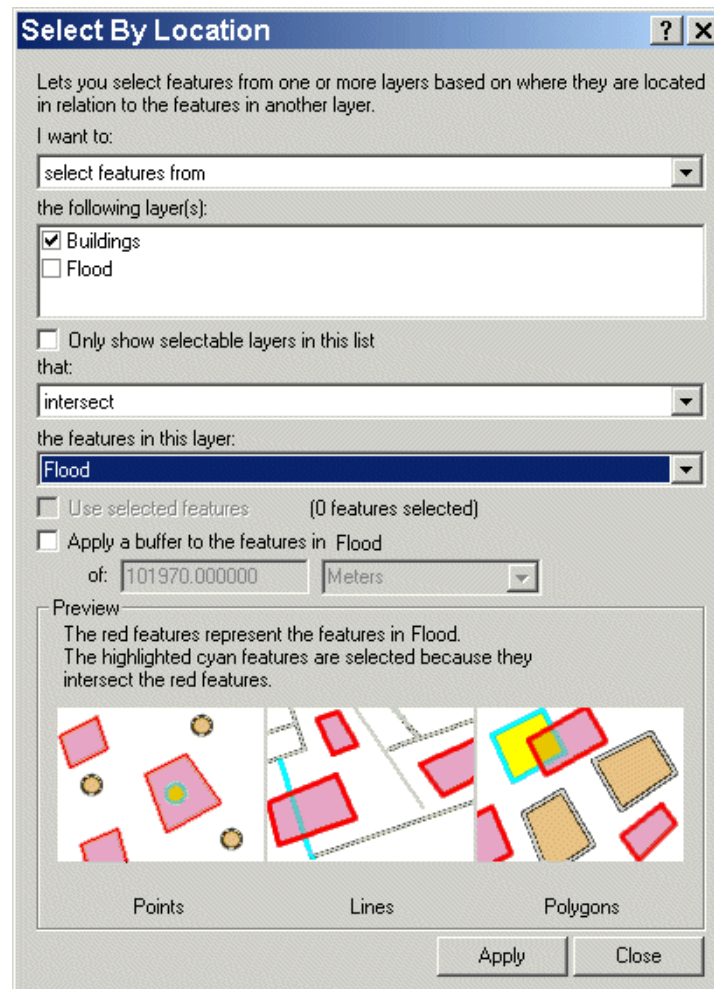 Select By Location
Lets you select features from one or more layers based on where they are located
in relation to the features in another layer.
I want to:
select features from
the following layer(s):
Buildings
Flood
Only show selectable layers in this list
that:
intersect
the features in this layer:
Flood
Use selected features (0 features selected)
Apply a buffer to the features in Flood
of: 101970.000000 Meters
Preview
The red features represent the features in Flood.
The highlighted cyan features are selected because they
intersect the red features.
Points Lines Polygons
Apply Close